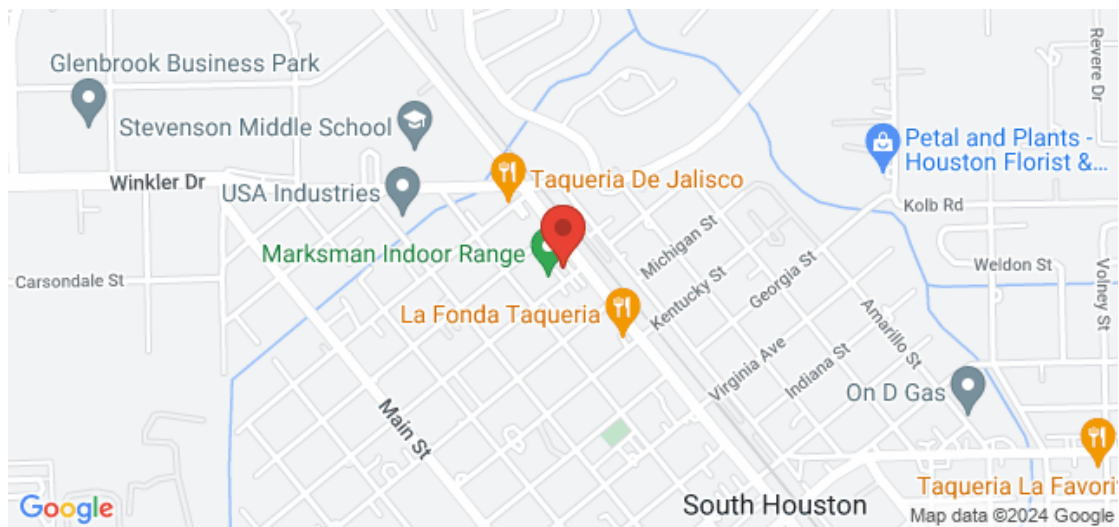 Glenbrook Business Park
Stevenson Middle School
Winkler Dr
USA Industries
Taqueria De Jalisco
Petal and Plants -
Houston Florist &...
Revere Dr
Kolb Rd
Marksman Indoor Range
Michigan St
Carsondale St
Weldon St
Volney St
La Fonda Taqueria
Kentucky St
Georgia St
Amarillo St
Virginia Ave
Indiana St
On D Gas
Main St
Taqueria La Favori
South Houston
Google
Map data ©2024 Google